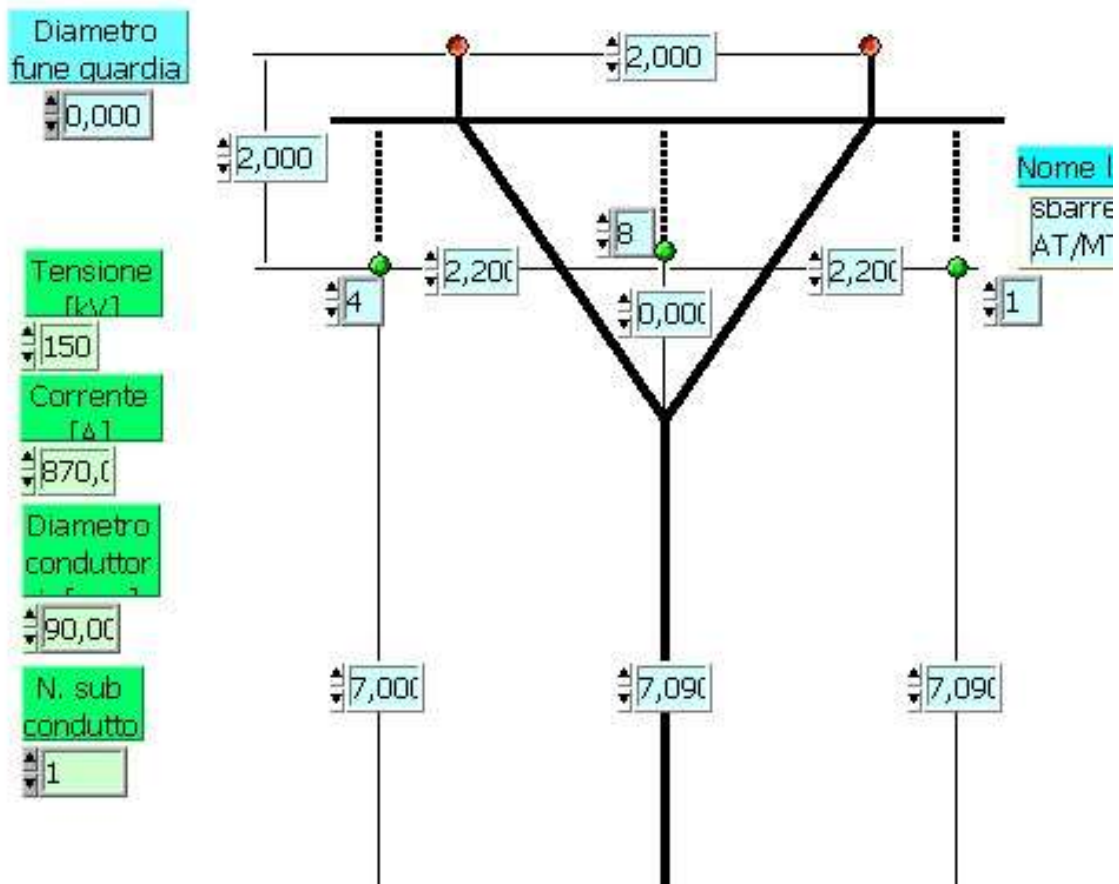 Diametro
fune guardia
0,000
2,000
2,000
Nome l
sbarre
AT/MT
8
Tensione
[kV]
2,200
2,200
4
0,000
1
150
Corrente
[A]
870,0
Diametro
conduttor
90,00
N. sub
condutto
7,000
7,090
7,090
1